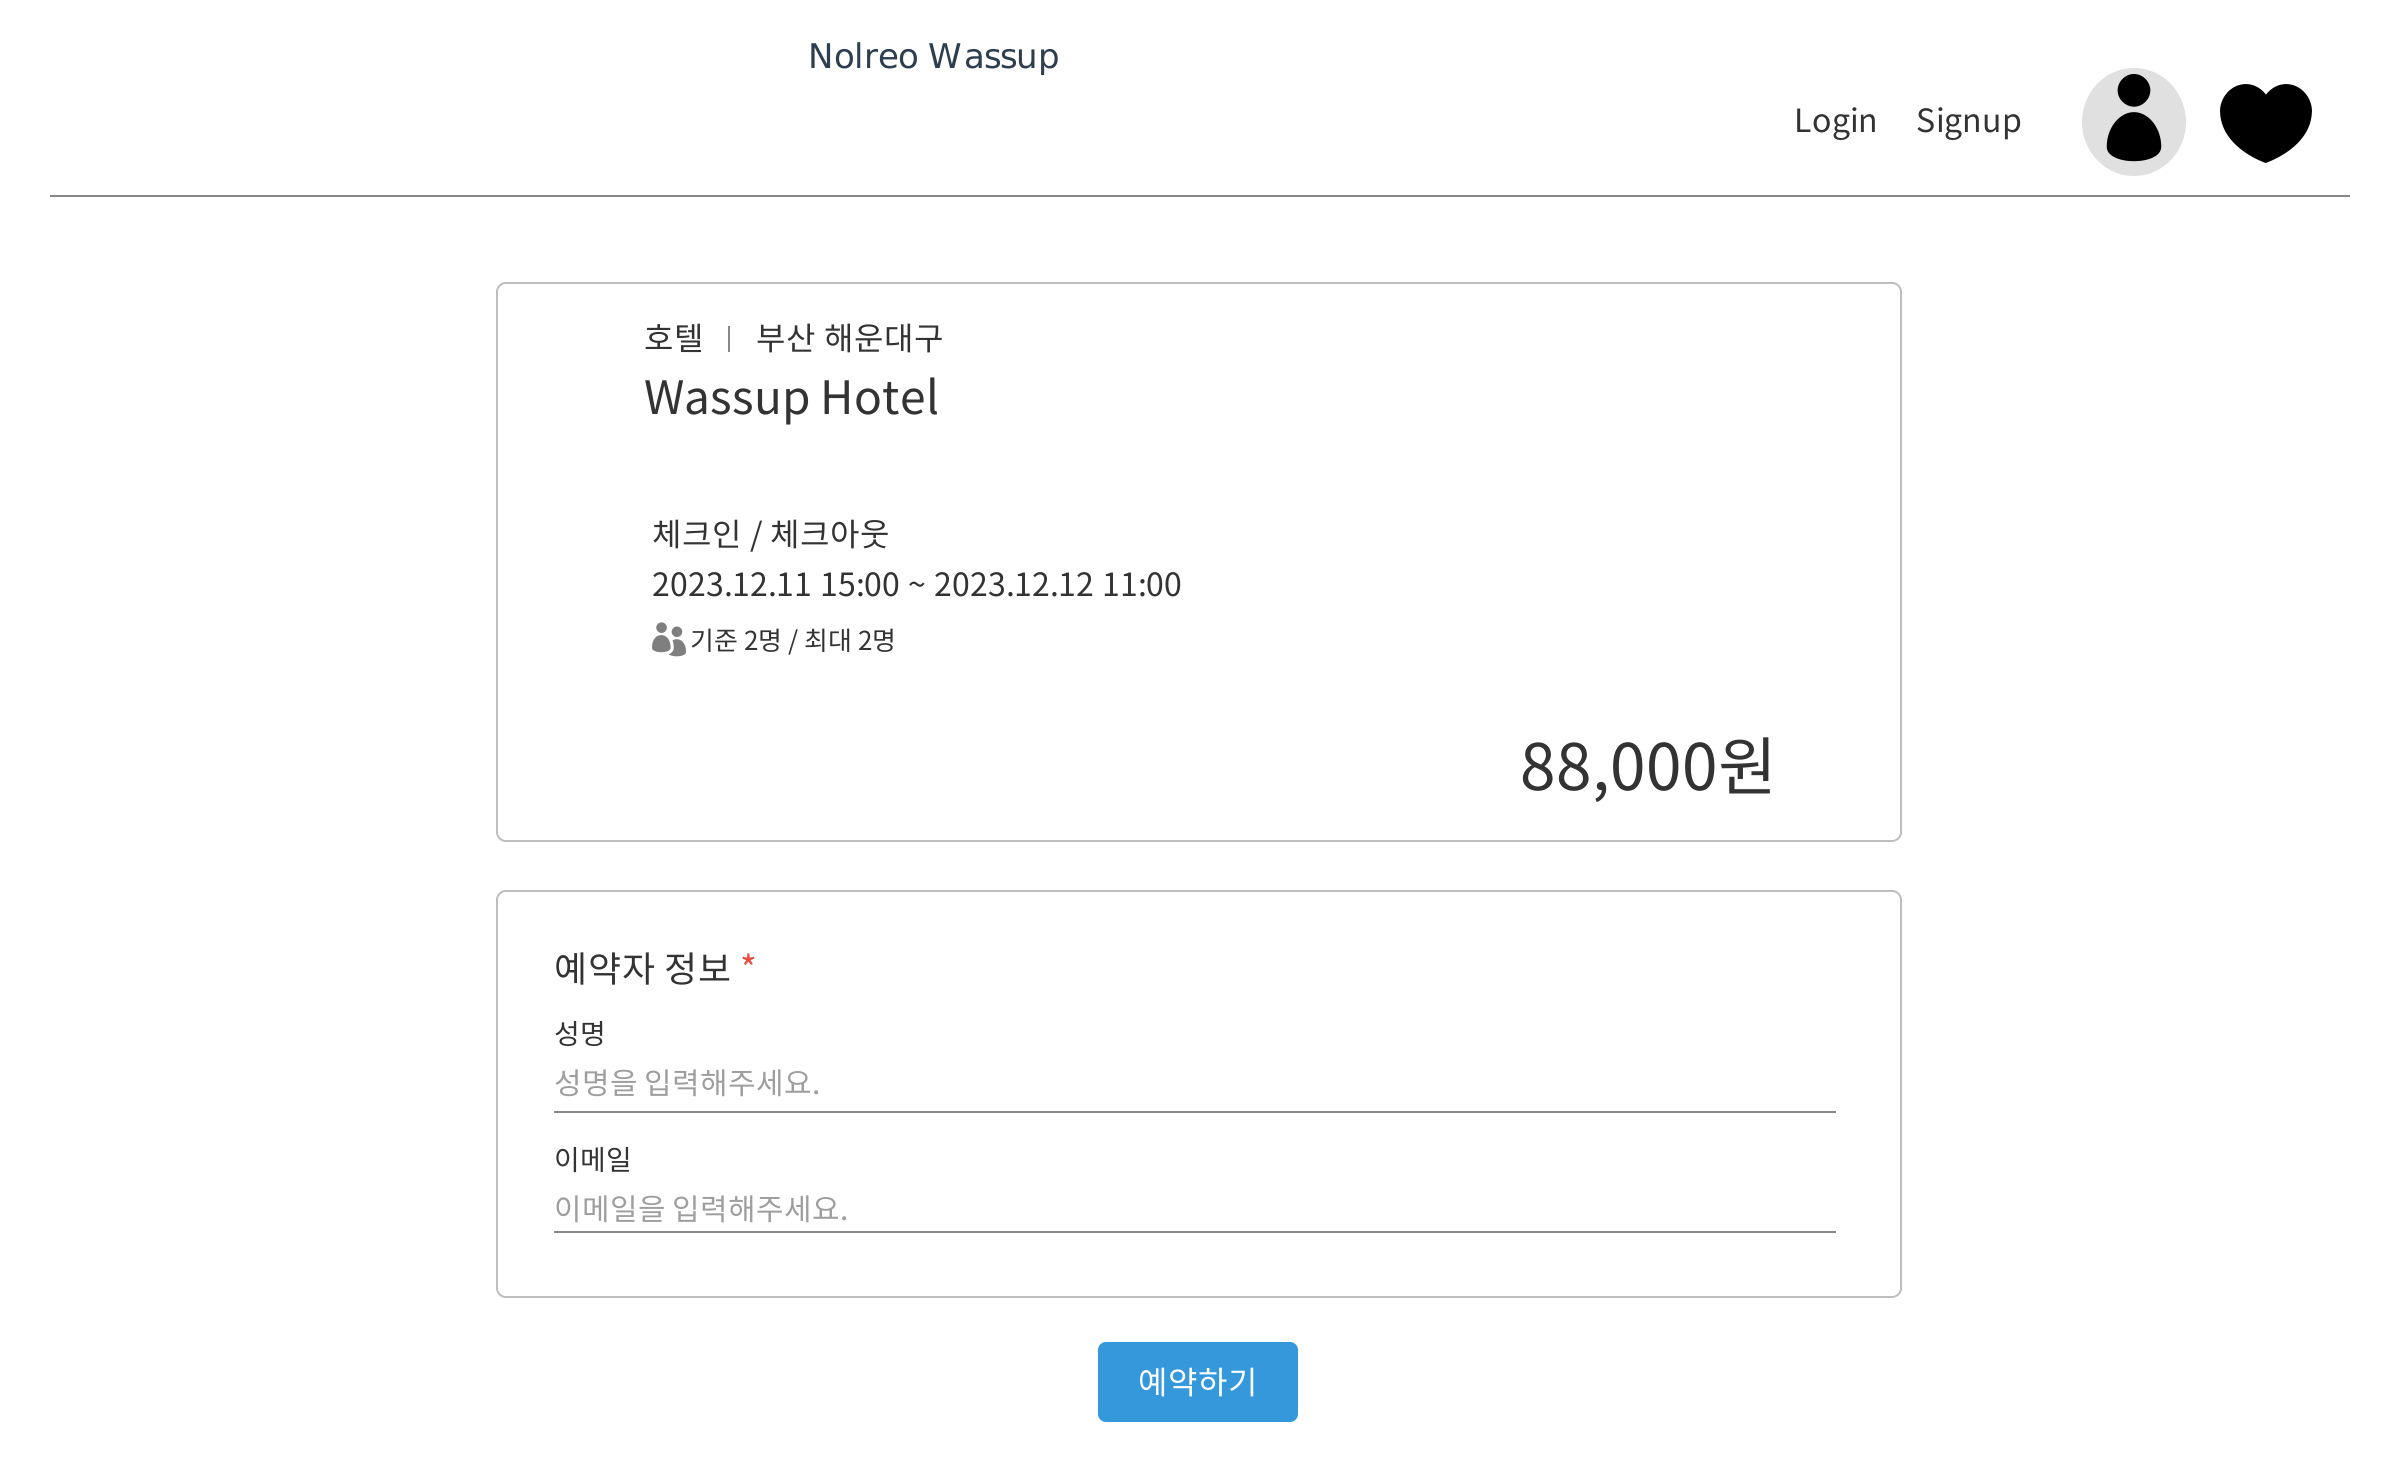 Nolreo Wassup
Login Signup
호텔 | 부산 해운대구
Wassup Hotel
체크인 / 체크아웃
2023.12.11 15:00 ~ 2023.12.12 11:00
기준 2명 / 최대 2명
88,000원
예약자 정보 *
성명
성명을 입력해주세요.
이메일
이메일을 입력해주세요.
예약하기